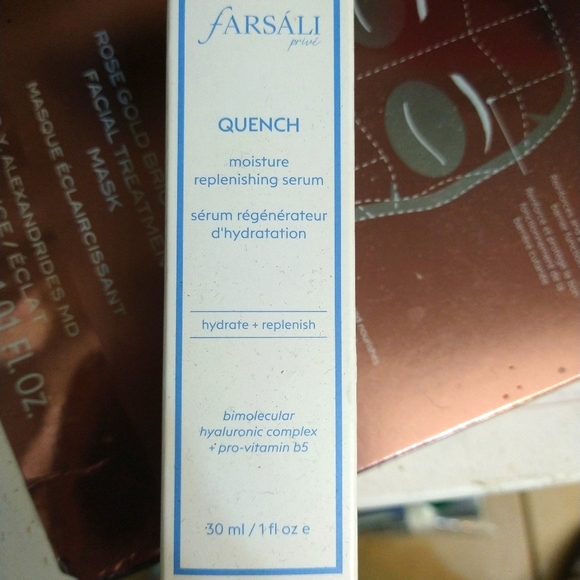 fARSÁLI
privé
QUENCH
moisture
replenishing serum
sérum régénérateur
d'hydratation
hydrate + replenish
bimolecular
hyaluronic complex
+ pro-vitamin b5
30 ml / 1 fl oz e
ROSE GOLD
FACIAL TREATMENT
MASK
MASQUE ÉCLAIRCISSANT
ALEXANDRIDES MD
/ ÉCLAT
FL. OZ.